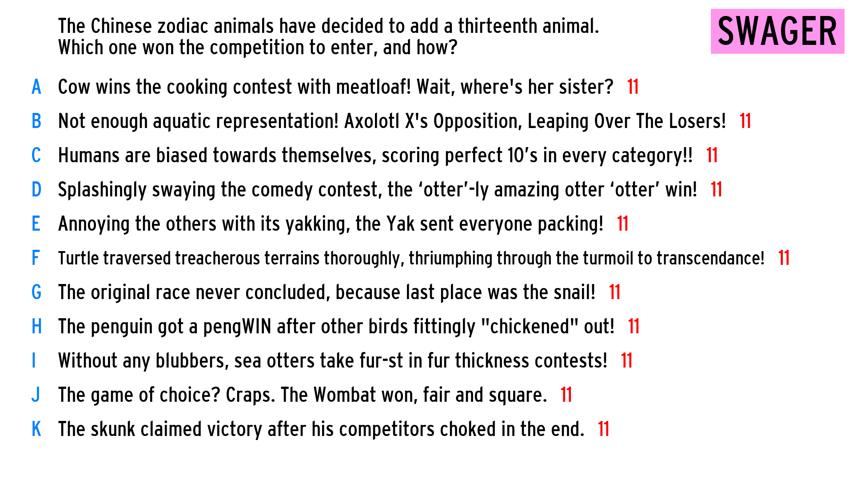 The Chinese zodiac animals have decided to add a thirteenth animal.
Which one won the competition to enter, and how?
SWAGER
A Cow wins the cooking contest with meatloaf! Wait, where's her sister? 11
B Not enough aquatic representation! Axolotl X's Opposition, Leaping Over The Losers! 11
C Humans are biased towards themselves, scoring perfect 10's in every category!! 11
D Splashingly swaying the comedy contest, the ‘otter’-ly amazing otter ‘otter’ win! 11
E Annoying the others with its yakking, the Yak sent everyone packing! 11
F Turtle traversed treacherous terrains thoroughly, thriumphing through the turmoil to transcendance! 11
G The original race never concluded, because last place was the snail! 11
H The penguin got a pengWIN after other birds fittingly "chickened" out! 11
I Without any blubbers, sea otters take fur-st in fur thickness contests! 11
J The game of choice? Craps. The Wombat won, fair and square. 11
K The skunk claimed victory after his competitors choked in the end. 11